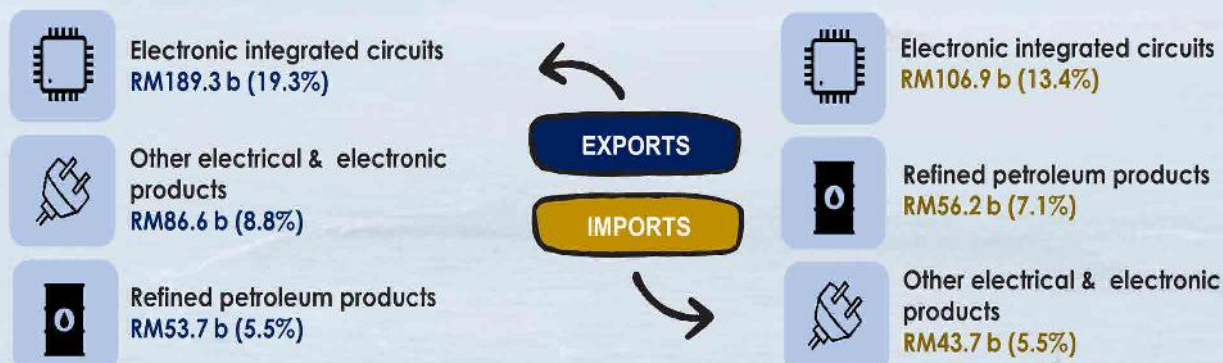 Electronic integrated circuits
RM189.3 b (19.3%)
Other electrical & electronic
products
RM86.6 b (8.8%)
Refined petroleum products
RM53.7 b (5.5%)
EXPORTS
IMPORTS
Electronic integrated circuits
RM106.9 b (13.4%)
Refined petroleum products
RM56.2 b (7.1%)
Other electrical & electronic
products
RM43.7 b (5.5%)